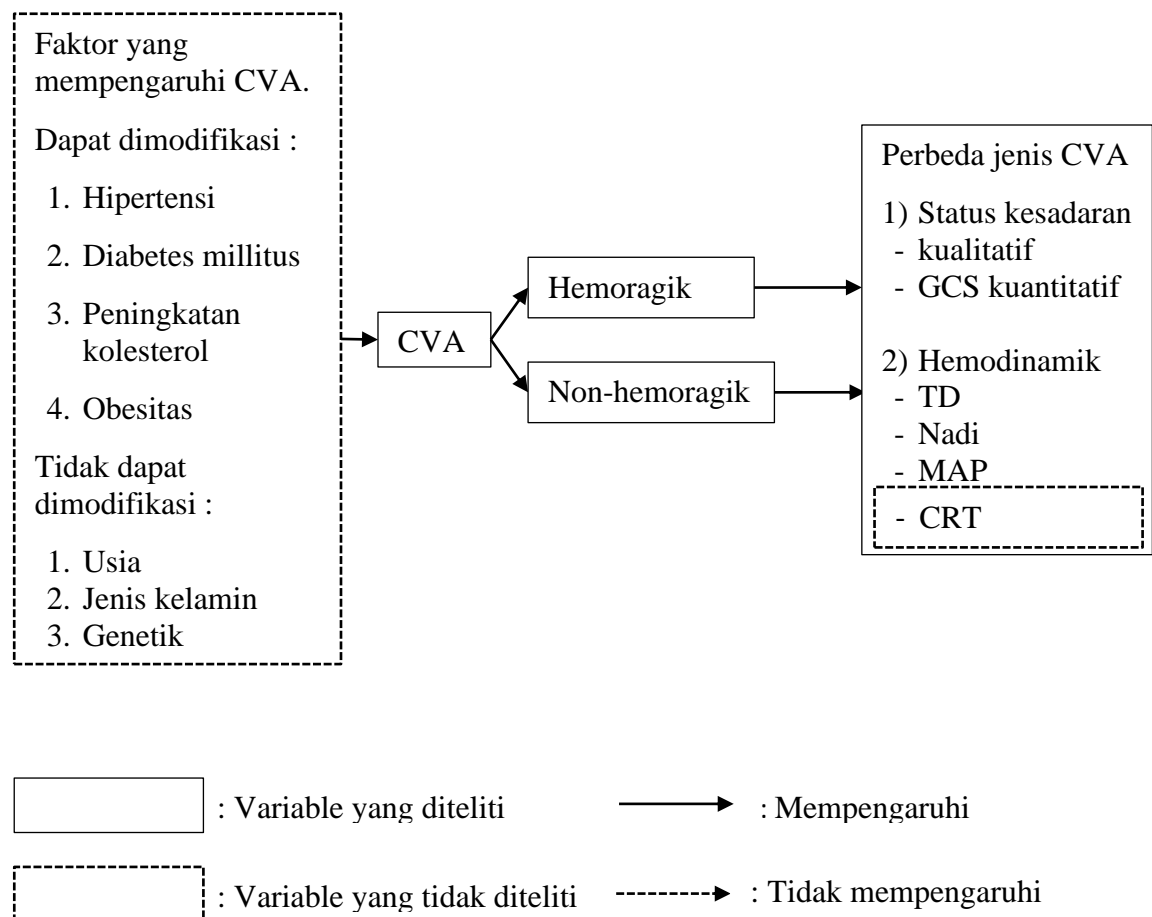 Faktor yang
mempengaruhi CVA.
Dapat dimodifikasi :
1. Hipertensi
2. Diabetes millitus
3. Peningkatan
kolesterol
4. Obesitas
Tidak dapat
dimodifikasi :
1. Usia
2. Jenis kelamin
3. Genetik
CVA
Hemoragik
Non-hemoragik
Perbeda jenis CVA
1) Status kesadaran
- kualitatif
- GCS kuantitatif
2) Hemodinamik
- TD
- Nadi
- MAP
- CRT
: Variable yang diteliti
: Mempengaruhi
: Variable yang tidak diteliti
: Tidak mempengaruhi